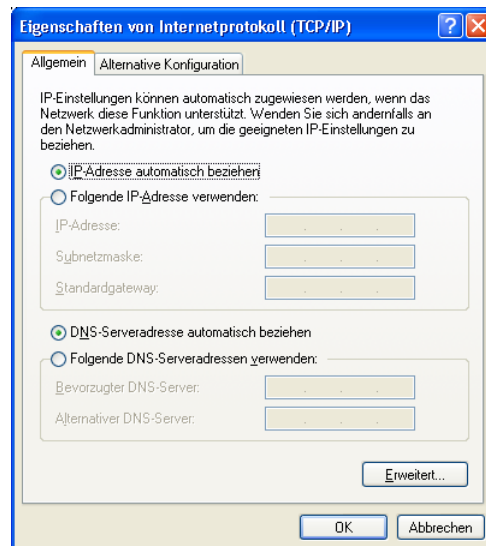 Eigenschaften von Internetprotokoll (TCP/IP)
Allgemein Alternative Konfiguration
IP-Einstellungen können automatisch zugewiesen werden, wenn das
Netzwerk diese Funktion unterstützt. Wenden Sie sich andernfalls an
den Netzwerkadministrator, um die geeigneten IP-Einstellungen zu
beziehen.
IP-Adresse automatisch beziehen
Folgende IP-Adresse verwenden:
IP-Adresse:
Subnetzmaske:
Standardgateway:
DNS-Serveradresse automatisch beziehen
Folgende DNS-Serveradressen verwenden:
Bevorzugter DNS-Server:
Alternativer DNS-Server:
Erweitert...
OK Abbrechen